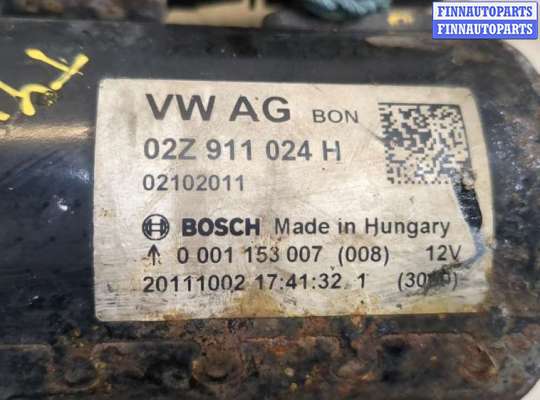 FINNAUTOPARTS
FINNAUTOPARTS
VW AG BON
02Z 911 024 H
02102011
BOSCH Made in Hungary
0 001 153 007 (008) 12V
20111002 17:41:32 1